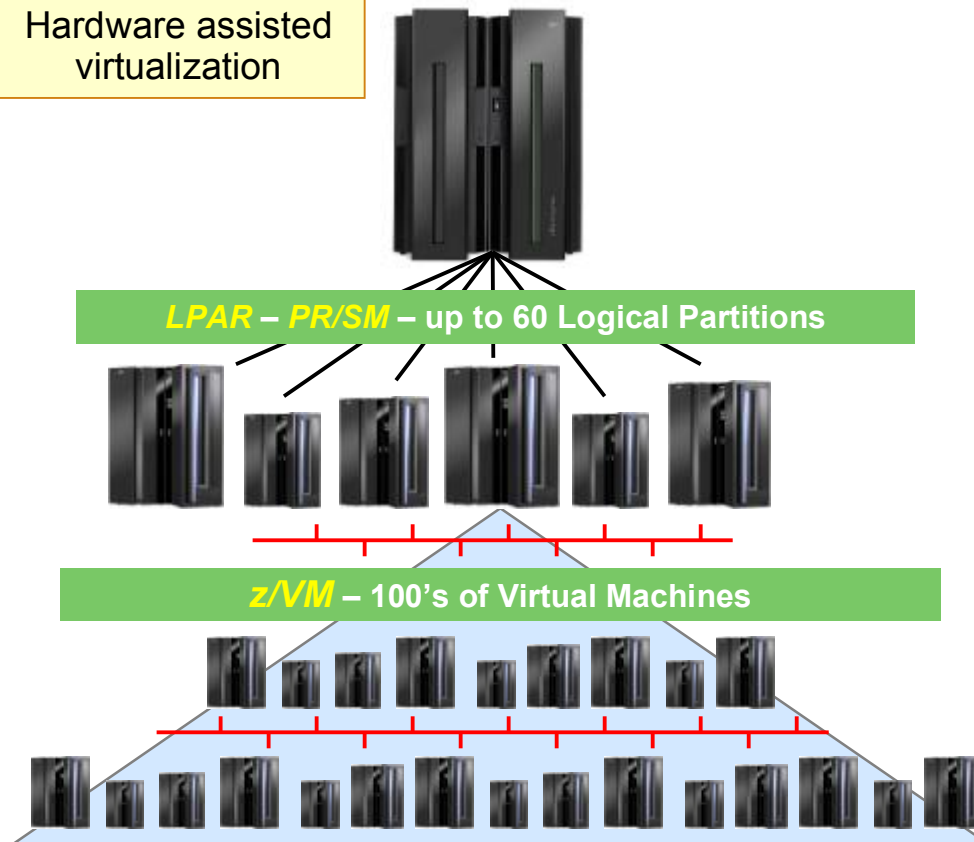 Hardware assisted
virtualization
LPAR – PR/SM – up to 60 Logical Partitions
z/VM – 100’s of Virtual Machines